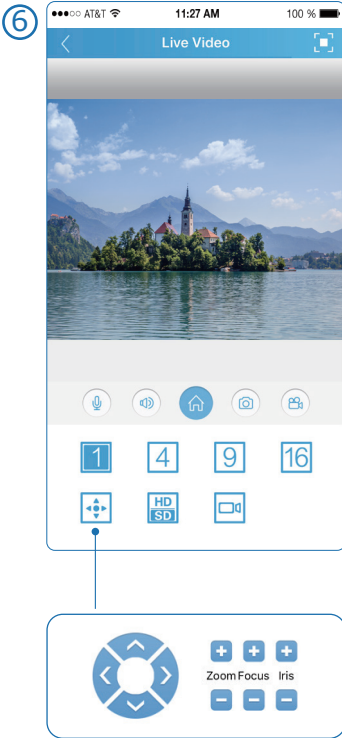 6
AT&T 11:27 AM 100 %
Live Video
1 4 9 16
HD
SD
Zoom Focus Iris